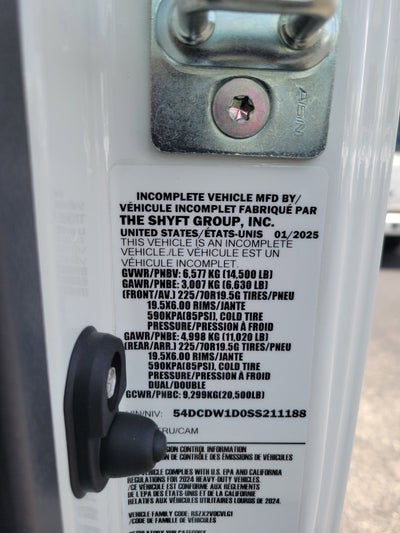 AISIN
INCOMPLETE VEHICLE MFD BY/
VÉHICULE INCOMPLET FABRIQUÉ PAR
THE SHYFT GROUP, INC.
UNITED STATES/ÉTATS-UNIS 01/2025
THIS VEHICLE IS AN INCOMPLETE
VEHICLE./LE VÉHICULE EST UN
VÉHICULE INCOMPLET.
GVWR/PNBV: 6,577 KG (14,500 LB)
GAWR/PNBE: 3,007 KG (6,630 LB)
(FRONT/AV.) 225/70R19.5G TIRES/PNEU
19.5X6.00 RIMS/JANTE
590KPA(85PSI), COLD TIRE
PRESSURE/PRESSION À FROID
GAWR/PNBE: 4,998 KG (11,020 LB)
(REAR/ARR.) 225/70R19.5G TIRES/PNEU
19.5X6.00 RIMS/JANTE
590KPA(85PSI), COLD TIRE
PRESSURE/PRESSION À FROID
DUAL/DOUBLE
GCWR/PNBC: 9,299KG(20,500LB)
VIN/NIV: 54DCDW1D0SS211188
RU/CAM
SION CONTROL INFORMATION
DE CONTRÔLE DES ÉMISSIONS DE VÉHICULES
VEHICLE COMPLIES WITH U.S. EPA AND CALIFORNIA
REGULATIONS FOR 2024 HEAVY-DUTY VEHICLES.
/CE VÉHICULE EST CONFORME AUX RÈGLEMENTS
DE L'EPA DES ÉTATS-UNIS ET DE LA CALIFORNIE
RELATIFS AUX VÉHICULES UTILITAIRES LOURDS DE 2024.
VEHICLE FAMILY CODE: RSZX2VOCVLG1
/CODE DE FAMILLE